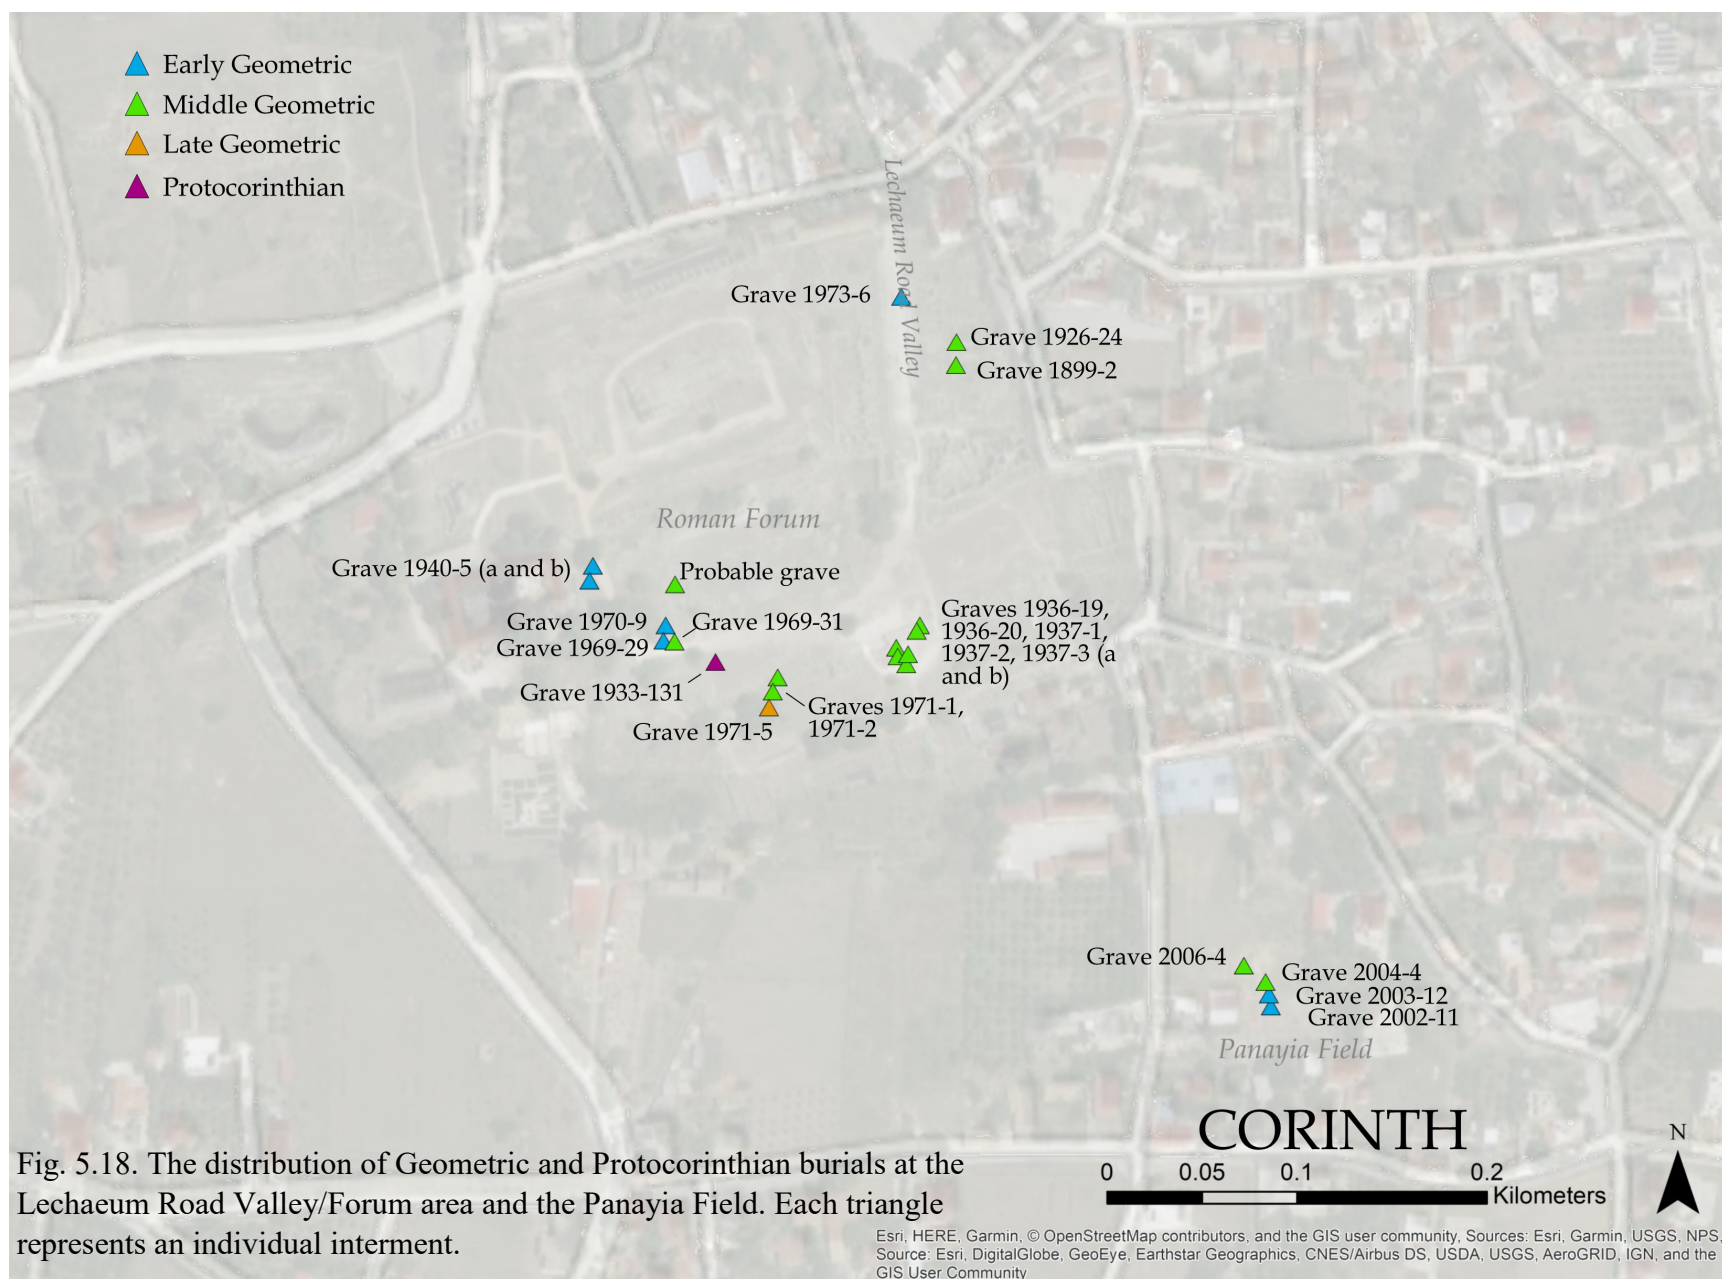 Early Geometric
Middle Geometric
Late Geometric
Protocorinthian
Lechaeum Road Valley
Grave 1973-6
Grave 1926-24
Grave 1899-2
Roman Forum
Grave 1940-5 (a and b)
Probable grave
Grave 1970-9
Grave 1969-31
Grave 1969-29
Graves 1936-19,
1936-20, 1937-1,
1937-2, 1937-3 (a
and b)
Grave 1933-131
Graves 1971-1,
1971-2
Grave 1971-5
Grave 2006-4
Grave 2004-4
Grave 2003-12
Grave 2002-11
Panayia Field
CORINTH
N
0 0.05 0.1 0.2
Kilometers
Fig. 5.18. The distribution of Geometric and Protocorinthian burials at the
Lechaeum Road Valley/Forum area and the Panayia Field. Each triangle
represents an individual interment.
Esri, HERE, Garmin, © OpenStreetMap contributors, and the GIS user community, Sources: Esri, Garmin, USGS, NPS,
Source: Esri, DigitalGlobe, GeoEye, Earthstar Geographics, CNES/Airbus DS, USDA, USGS, AeroGRID, IGN, and the
GIS User Community